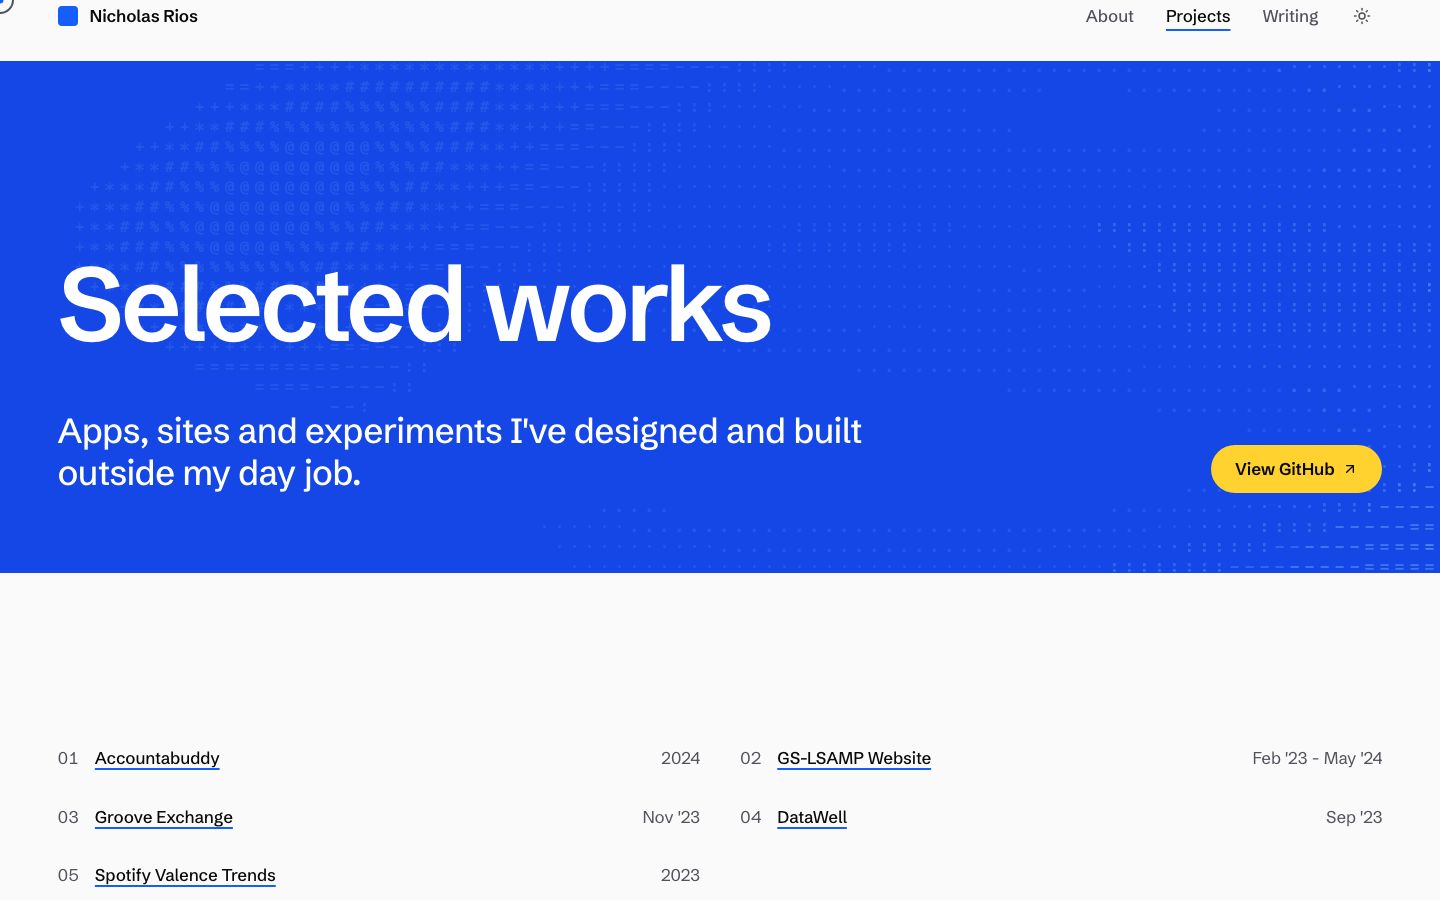 Nicholas Rios
About
Projects
Writing
Selected works
Apps, sites and experiments I've designed and built
outside my day job.
View GitHub
01 Accountabuddy 2024
02 GS-LSAMP Website Feb '23 - May '24
03 Groove Exchange Nov '23
04 DataWell Sep '23
05 Spotify Valence Trends 2023